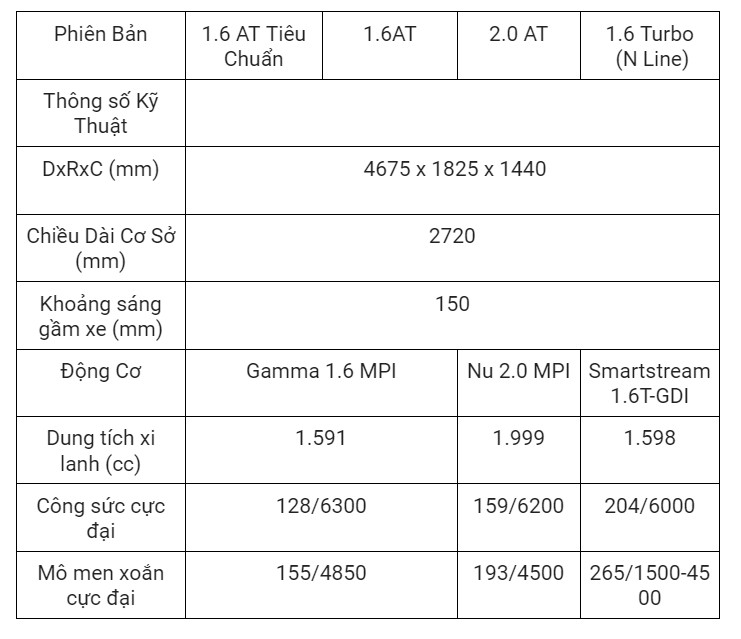 Phiên Bản 1.6 AT Tiêu Chuẩn 1.6AT 2.0 AT 1.6 Turbo (N Line)
Thông số Kỹ Thuật
DxRxC (mm) 4675 x 1825 x 1440
Chiều Dài Cơ Sở (mm) 2720
Khoảng sáng gầm xe (mm) 150
Động Cơ Gamma 1.6 MPI Nu 2.0 MPI Smartstream 1.6T-GDI
Dung tích xi lanh (cc) 1.591 1.999 1.598
Công sức cực đại 128/6300 159/6200 204/6000
Mô men xoắn cực đại 155/4850 193/4500 265/1500-4500